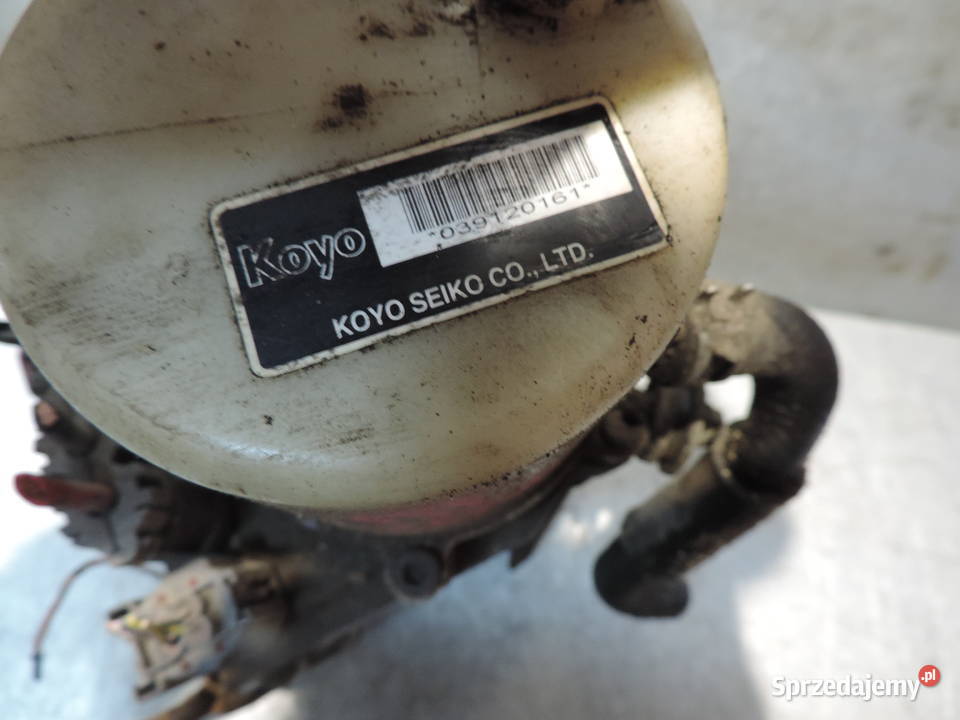 *039120161*
Koyo
KOYO SEIKO CO., LTD.
Sprzedajemy.pl